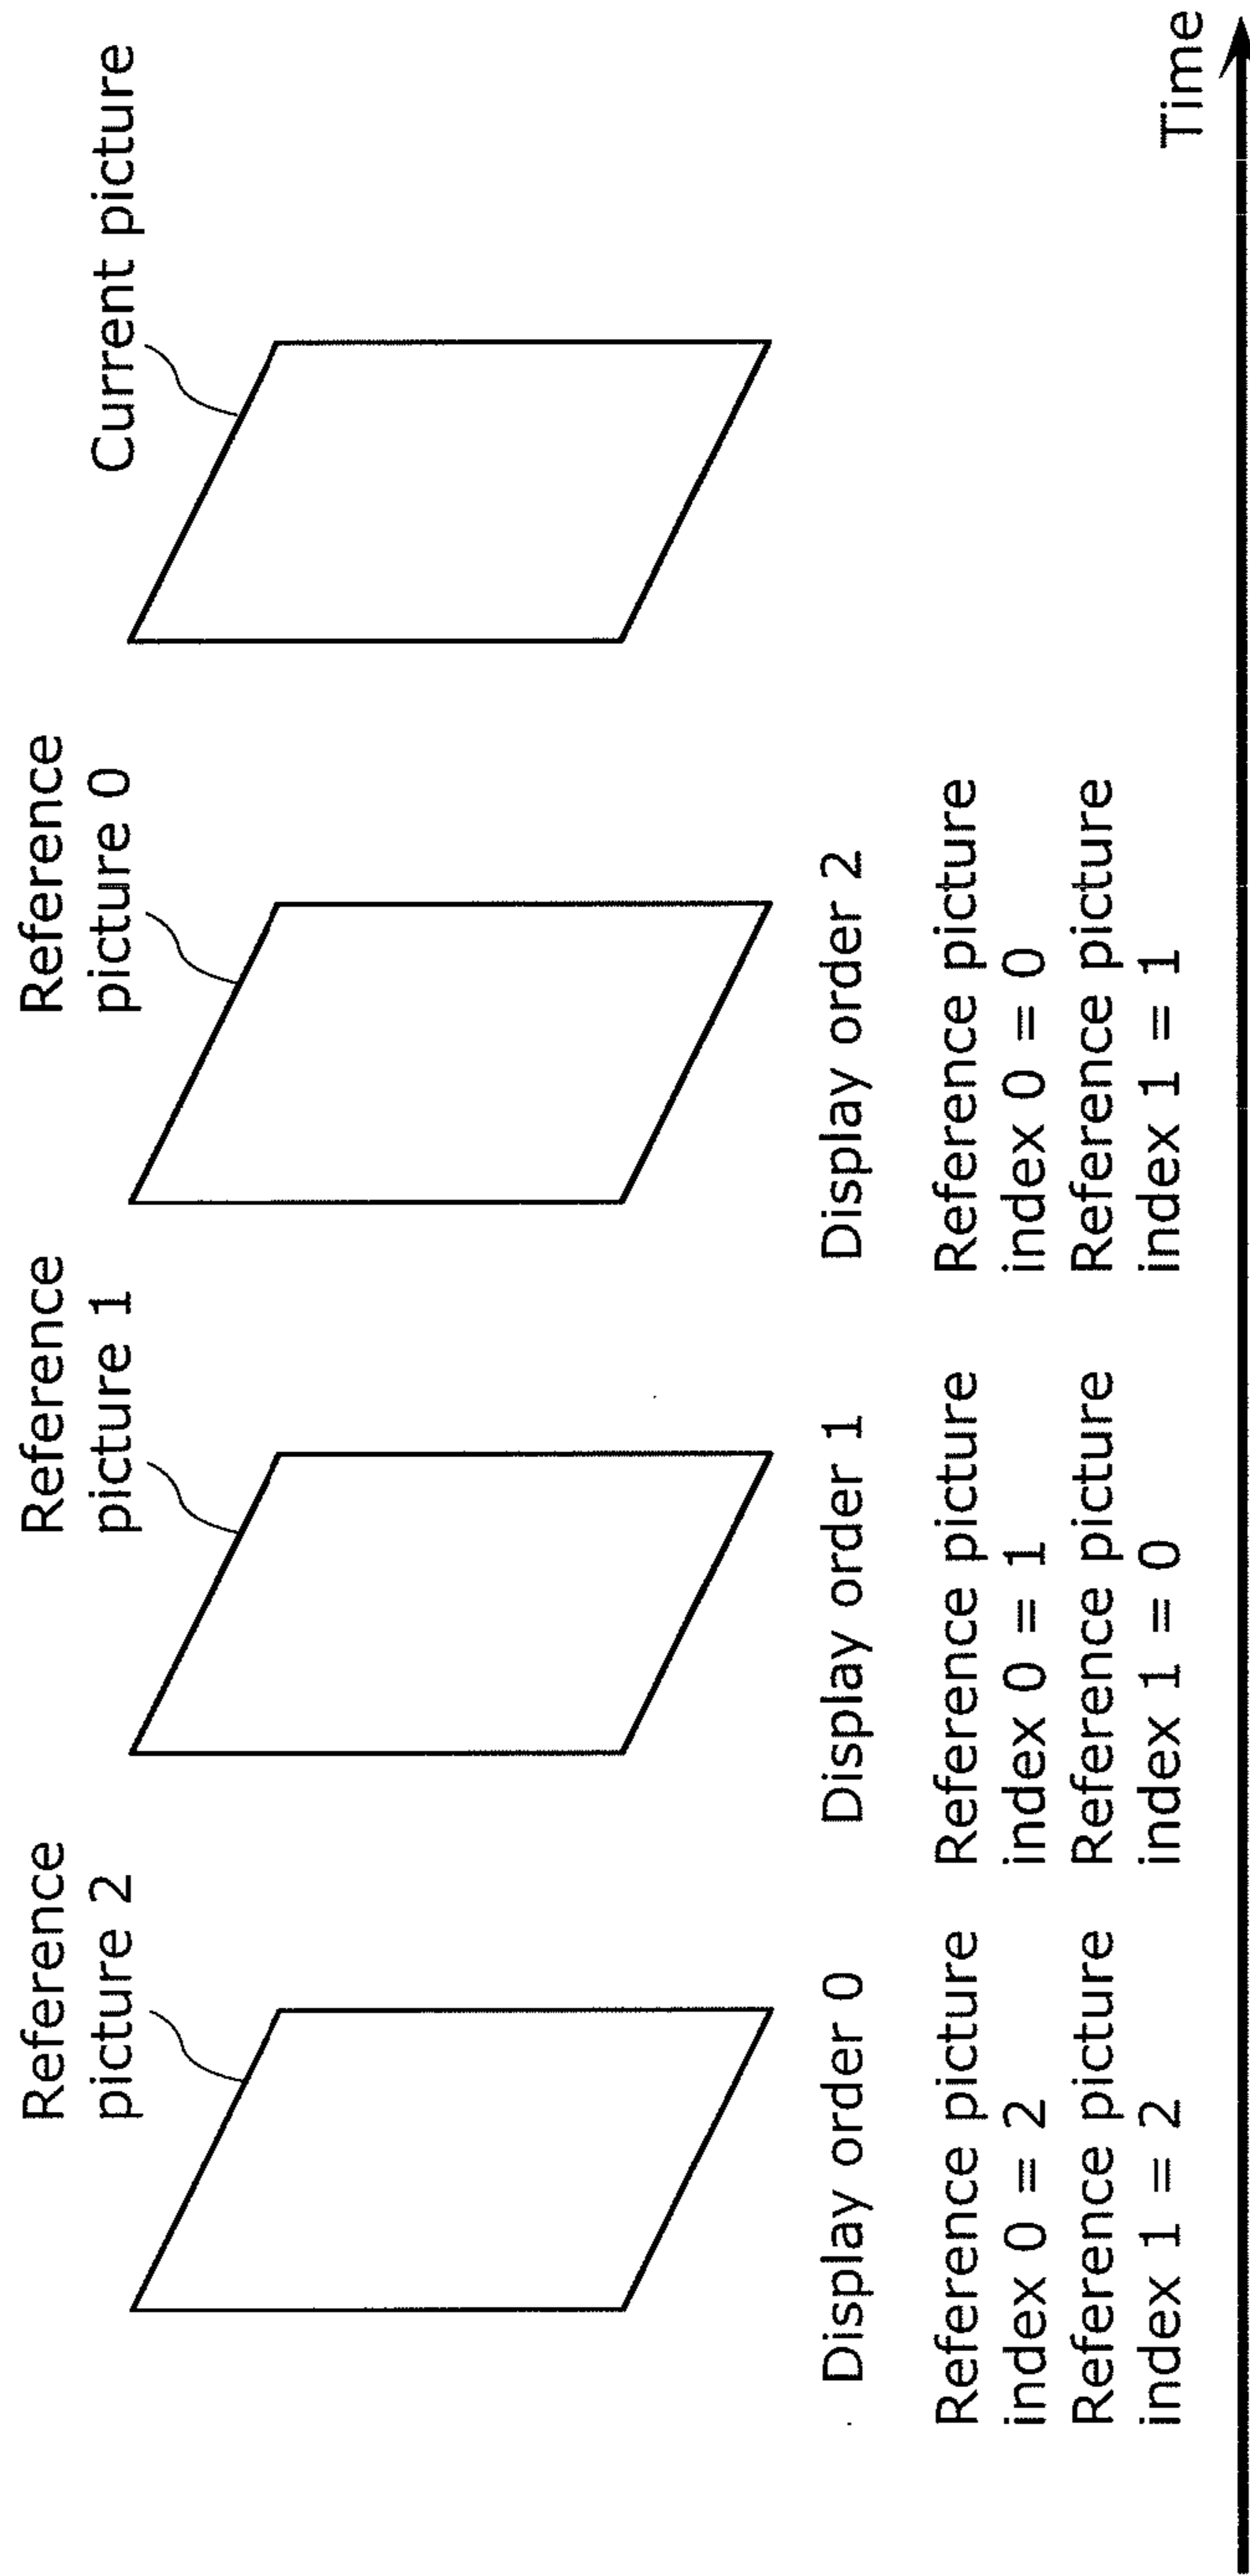 Reference
picture 2
Reference
picture 1
Reference
picture 0
Current picture
Display order 0
Display order 1
Display order 2
Reference picture
index 0 = 2
Reference picture
index 1 = 2
Reference picture
index 0 = 1
Reference picture
index 1 = 0
Reference picture
index 0 = 0
Reference picture
index 1 = 1
Time